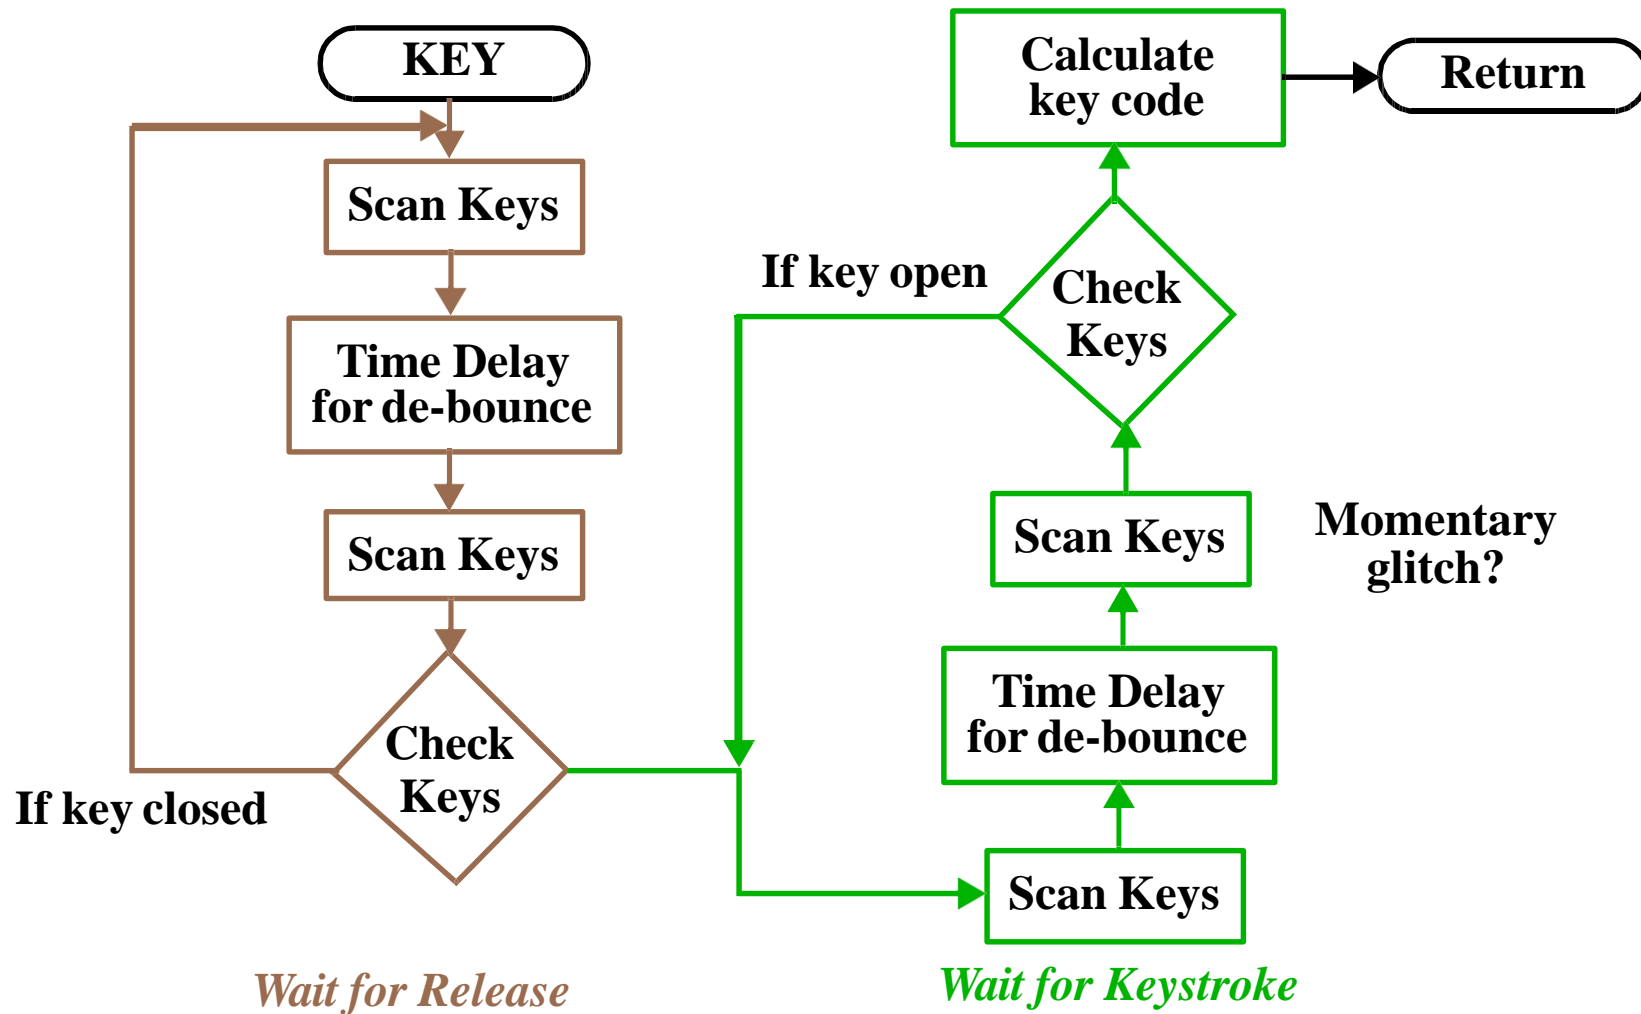 KEY
Scan Keys
Time Delay
for de-bounce
Scan Keys
Check
Keys
If key closed
Wait for Release
Calculate
key code
Return
If key open
Check
Keys
Scan Keys
Momentary
glitch?
Time Delay
for de-bounce
Scan Keys
Wait for Keystroke